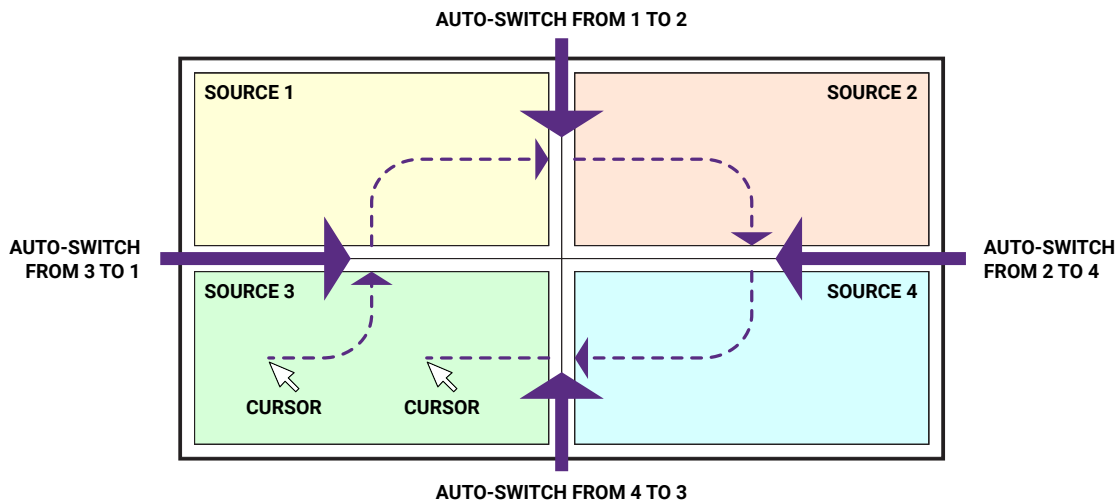 AUTO-SWITCH FROM 1 TO 2
SOURCE 1
SOURCE 2
AUTO-SWITCH
FROM 3 TO 1
AUTO-SWITCH
FROM 2 TO 4
SOURCE 3
SOURCE 4
CURSOR
CURSOR
AUTO-SWITCH FROM 4 TO 3